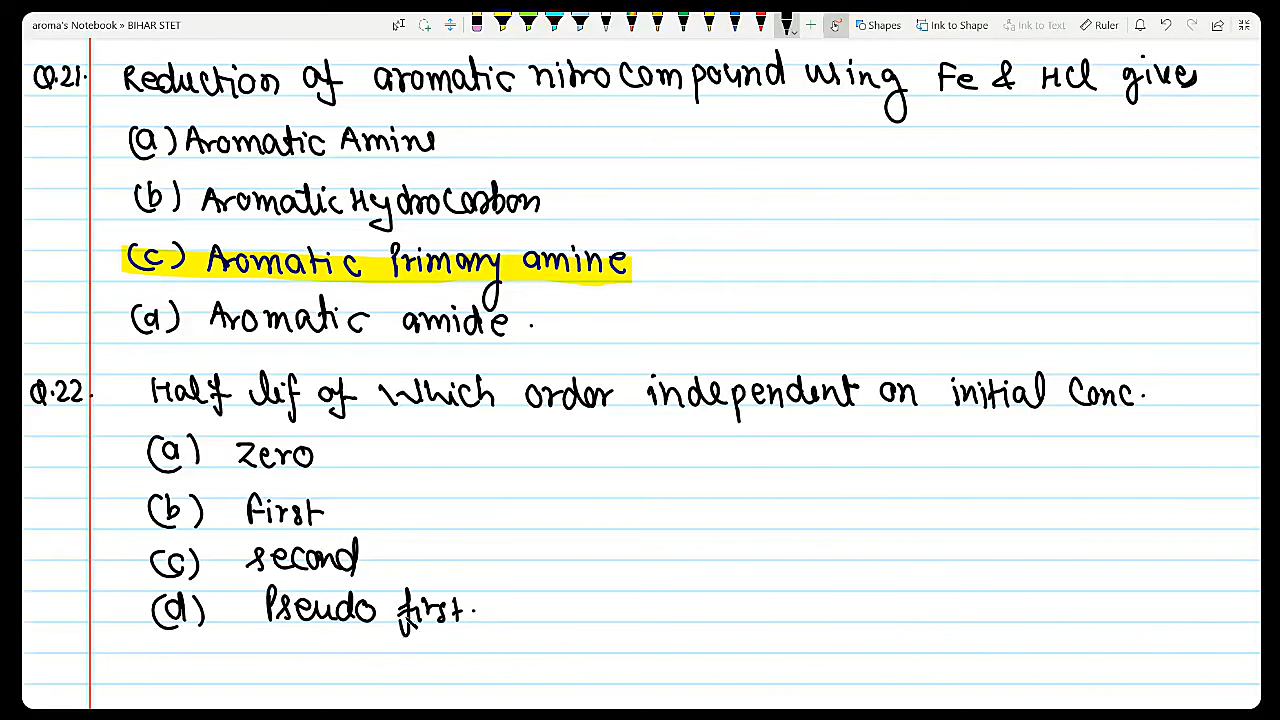 aroma's Notebook » BIHAR STET
Shapes
Ink to Shape
Ink to Text
Ruler
Q.21. Reduction of aromatic nitro compound using Fe & HCl gives
(a) Aromatic Amine
(b) Aromatic Hydrocarbon
(c) Aromatic Primary amine
(d) Aromatic amide.
Q.22. Half lif of Which order independent on initial Conc.
(a) Zero
(b) First
(c) second
(d) Pseudo first.